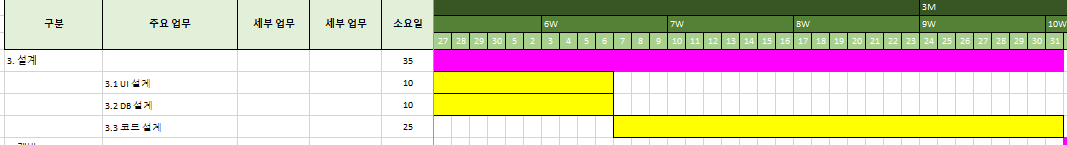 3M
구분 주요 업무 세부 업무 세부 업무 소요일
6W 7W 8W 9W 10W
27 28 29 30 5 2 3 4 5 6 7 8 9 10 11 12 13 14 15 16 17 18 19 20 21 22 23 24 25 26 27 28 29 30 31
3. 설계 35
3.1 UI 설계 10
3.2 DB 설계 10
3.3 코드 설계 25